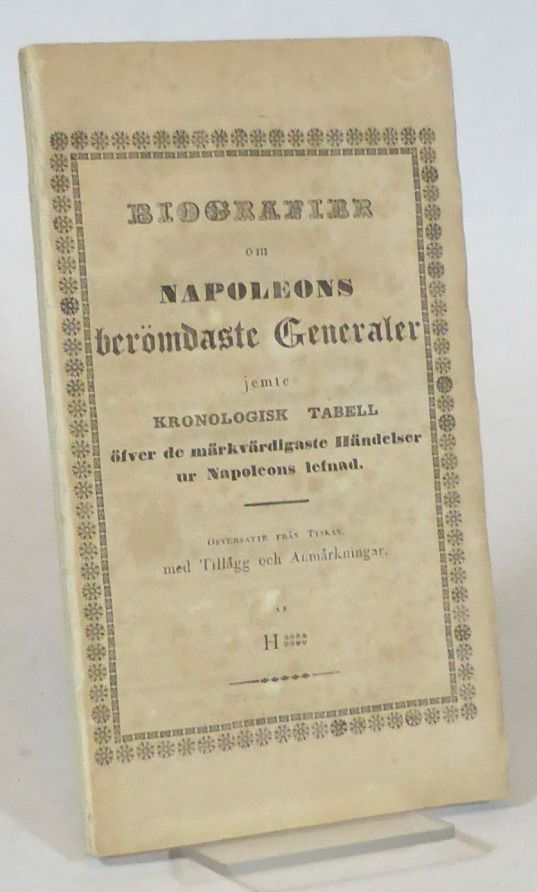 BIOGRAFIER
om
NAPOLEONS
berömdaste Generaler
jemte
KRONOLOGISK TABELL
öfver de märkvärdigaste Händelser
ur Napoleons lefnad.
ÖFVERSATTE FRÅN TYSKAN,
med Tillägg och Anmärkningar,
AF
H